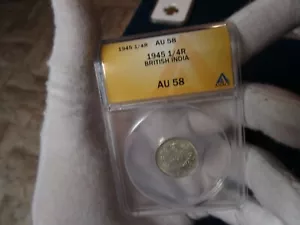 1945-1/4R AU 58
1945 1/4R
BRITISH INDIA
AU 58